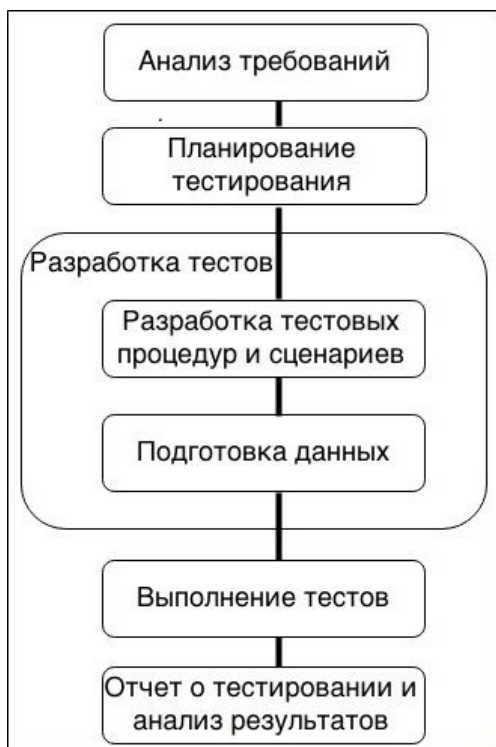 Анализ требований
Планирование
тестирования
Разработка тестов
Разработка тестовых
процедур и сценариев
Подготовка данных
Выполнение тестов
Отчет о тестировании и
анализ результатов